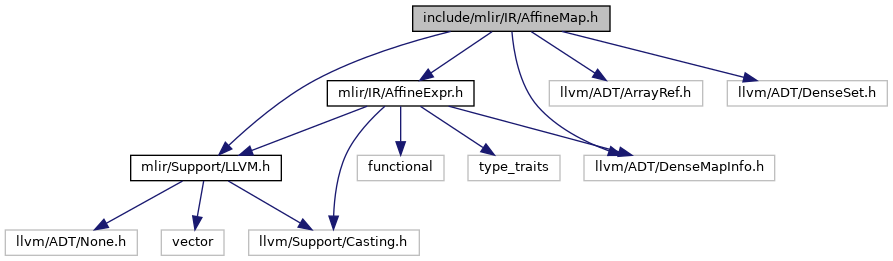 include/mlir/IR/AffineMap.h
mlir/IR/AffineExpr.h
llvm/ADT/ArrayRef.h
llvm/ADT/DenseSet.h
mlir/Support/LLVM.h
functional
type_traits
llvm/ADT/DenseMapInfo.h
llvm/ADT/None.h
vector
llvm/Support/Casting.h